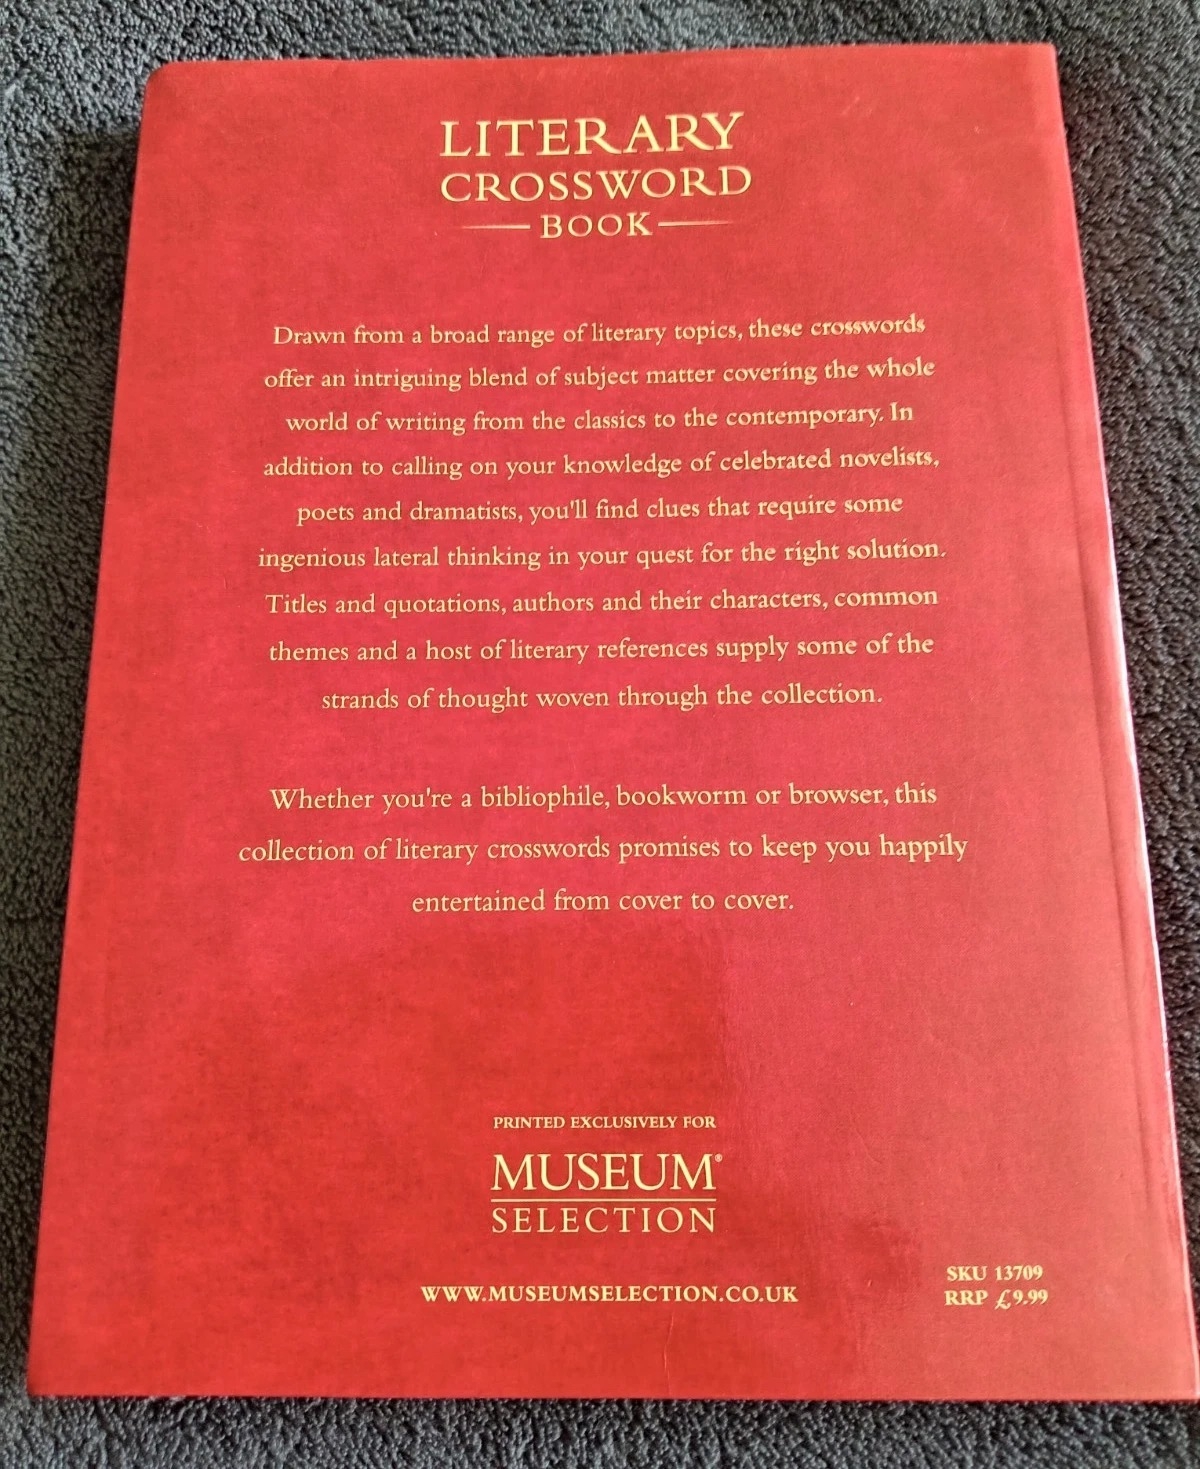 LITERARY
CROSSWORD
BOOK
Drawn from a broad range of literary topics, these crosswords
offer an intriguing blend of subject matter covering the whole
world of writing from the classics to the contemporary. In
addition to calling on your knowledge of celebrated novelists,
poets and dramatists, you'll find clues that require some
ingenious lateral thinking in your quest for the right solution.
Titles and quotations, authors and their characters, common
themes and a host of literary references supply some of the
strands of thought woven through the collection.
Whether you're a bibliophile, bookworm or browser, this
collection of literary crosswords promises to keep you happily
entertained from cover to cover.
PRINTED EXCLUSIVELY FOR
MUSEUM®
SELECTION
WWW.MUSEUMSELECTION.CO.UK
SKU 13709
RRP £9.99